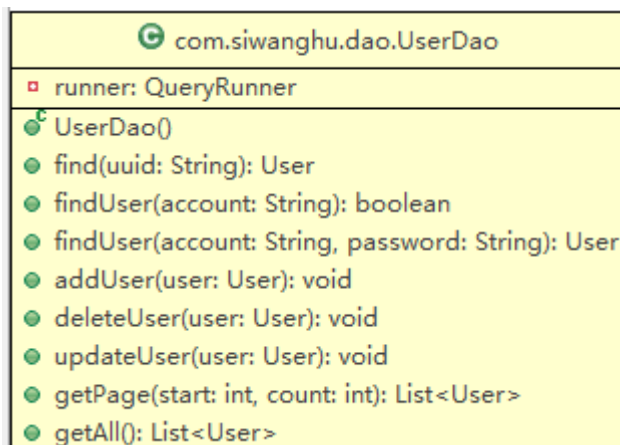 com.siwanghu.dao.UserDao
runner: QueryRunner
UserDao()
find(uuid: String): User
findUser(account: String): boolean
findUser(account: String, password: String): User
addUser(user: User): void
deleteUser(user: User): void
updateUser(user: User): void
getPage(start: int, count: int): List<User>
getAll(): List<User>